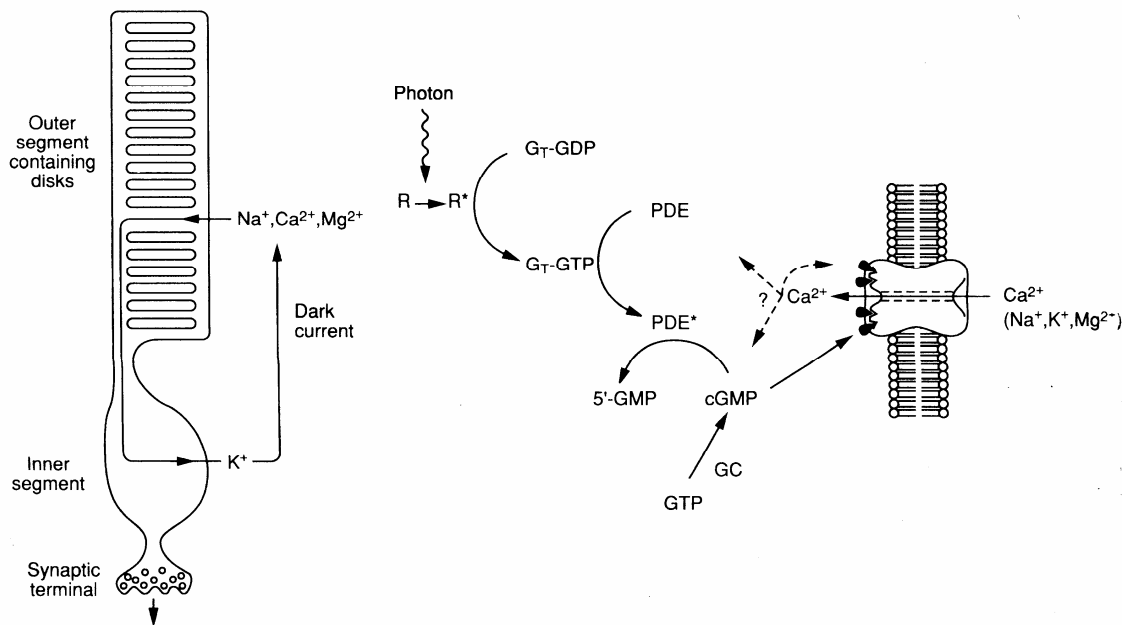 Outer
segment
containing
disks
Na⁺,Ca²⁺,Mg²⁺
Dark
current
Inner
segment
K⁺
Synaptic
terminal
Photon
R
R*
G_T-GDP
G_T-GTP
PDE
PDE*
5'-GMP
cGMP
GC
GTP
?
Ca²⁺
Ca²⁺
(Na⁺,K⁺,Mg²⁺)